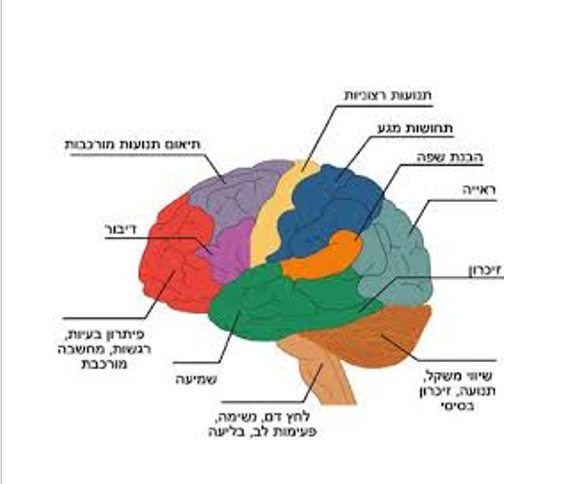 תנועות רצוניות
תחושות מגע
תיאום תנועות מורכבות
הבנת שפה
ראייה
דיבור
זיכרון
פיתרון בעיות,
רגשות, מחשבה
מורכבת
שמיעה
שיווי משקל,
תנועה, זיכרון
בסיסי
לחץ דם, נשימה,
פעימות לב, בליעה